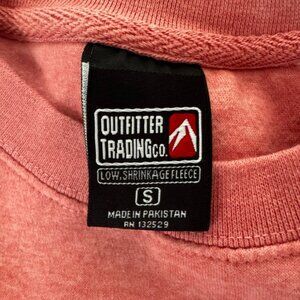 OUTFITTER
TRADING CO.
LOW SHRINKAGE FLEECE
S
MADE IN PAKISTAN
RN 132529